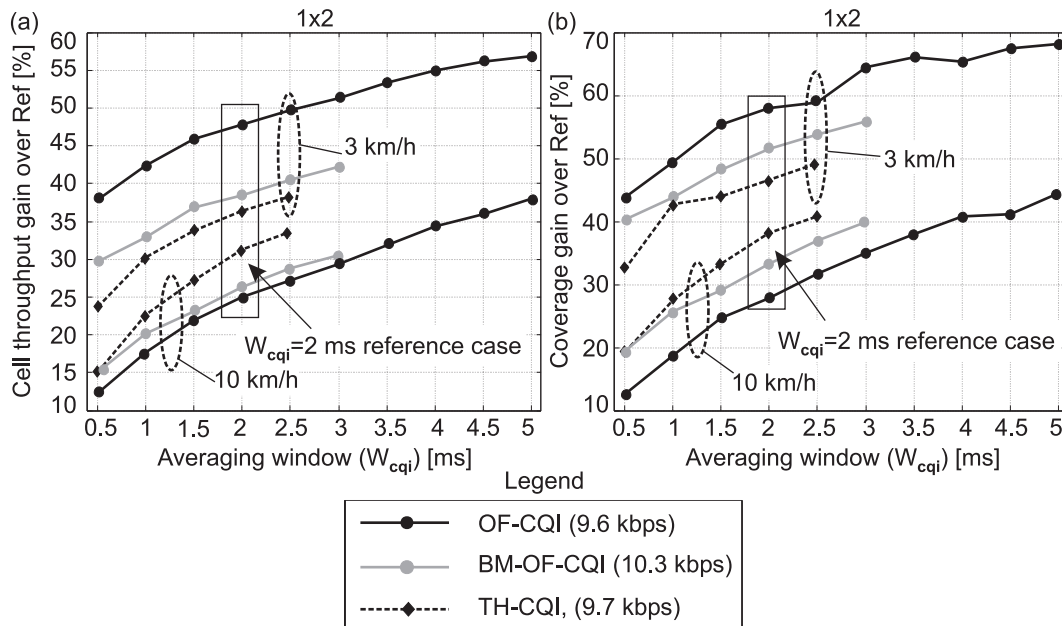 (a)
1x2
Cell throughput gain over Ref [%]
60
55
50
45
40
35
30
25
20
15
10
3 km/h
W_cqi=2 ms reference case
10 km/h
0.5 1 1.5 2 2.5 3 3.5 4 4.5 5
Averaging window (W_cqi) [ms]
(b)
1x2
Coverage gain over Ref [%]
70
60
50
40
30
20
10
3 km/h
W_cqi=2 ms reference case
10 km/h
0.5 1 1.5 2 2.5 3 3.5 4 4.5 5
Averaging window (W_cqi) [ms]
Legend
OF-CQI (9.6 kbps)
BM-OF-CQI (10.3 kbps)
TH-CQI, (9.7 kbps)